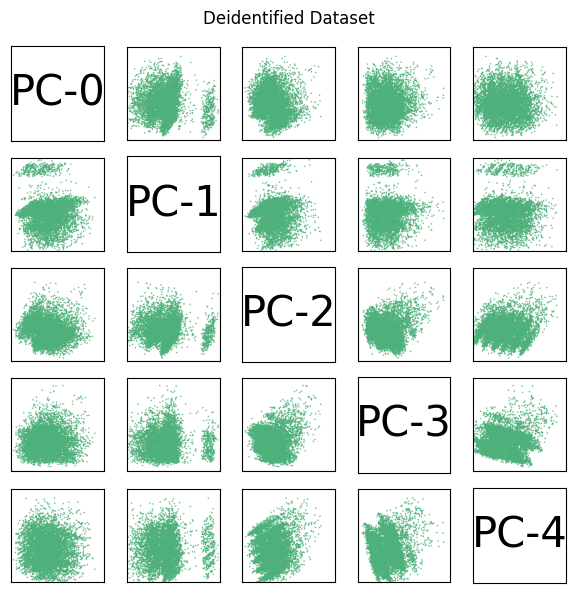 Deidentified Dataset
PC-0
PC-1
PC-2
PC-3
PC-4